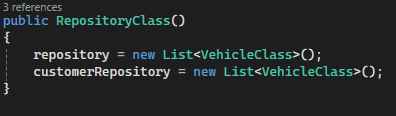 3 references
public RepositoryClass()
{
repository = new List<VehicleClass>();
customerRepository = new List<VehicleClass>();
}